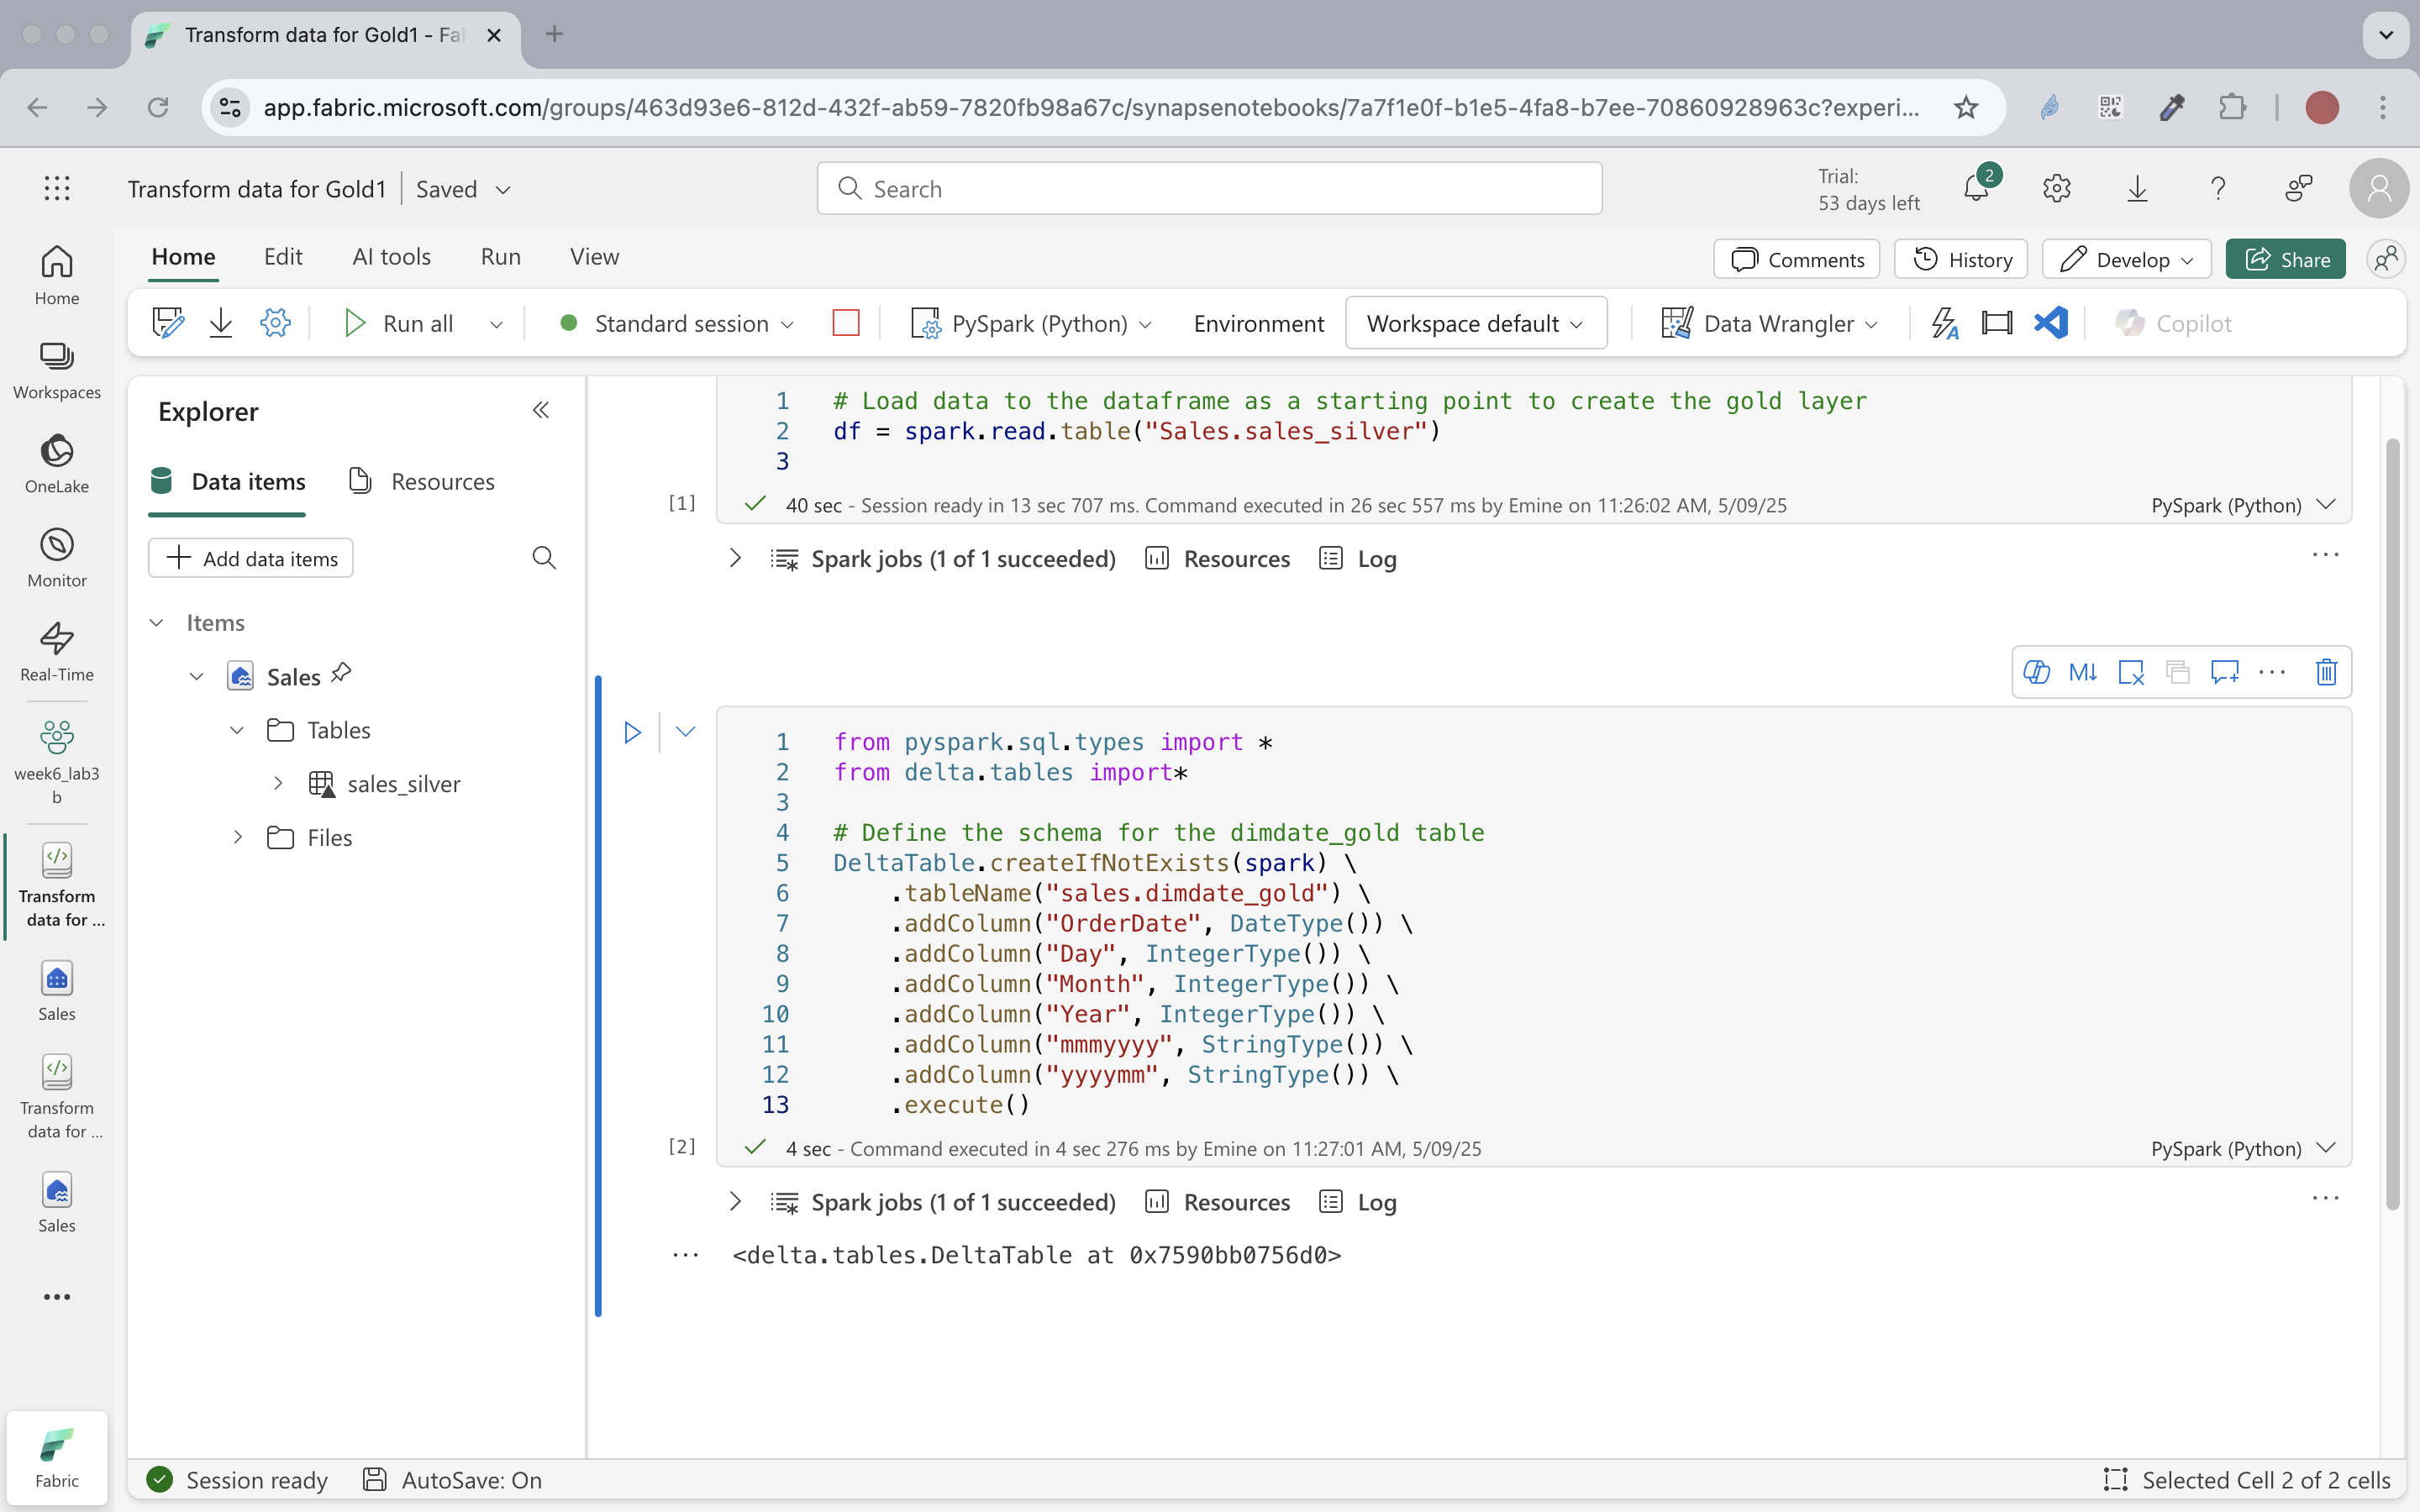 Transform data for Gold1 - Fa
app.fabric.microsoft.com/groups/463d93e6-812d-432f-ab59-7820fb98a67c/synapsenotebooks/7a7f1e0f-b1e5-4fa8-b7ee-70860928963c?experi...
Transform data for Gold1 | Saved
Search
Trial:
53 days left
2
Home Edit AI tools Run View
Comments History Develop Share
Run all Standard session PySpark (Python) Environment Workspace default Data Wrangler Copilot
Home
Workspaces
OneLake
Monitor
Real-Time
week6_lab3
b
Transform
data for ...
Sales
Transform
data for ...
Sales
Fabric
Explorer
Data items Resources
Add data items
Items
Sales
Tables
sales_silver
Files
1 # Load data to the dataframe as a starting point to create the gold layer
2 df = spark.read.table("Sales.sales_silver")
3
[1] 40 sec - Session ready in 13 sec 707 ms. Command executed in 26 sec 557 ms by Emine on 11:26:02 AM, 5/09/25 PySpark (Python)
Spark jobs (1 of 1 succeeded) Resources Log
M↓
1 from pyspark.sql.types import *
2 from delta.tables import*
3
4 # Define the schema for the dimdate_gold table
5 DeltaTable.createIfNotExists(spark) \
6 .tableName("sales.dimdate_gold") \
7 .addColumn("OrderDate", DateType()) \
8 .addColumn("Day", IntegerType()) \
9 .addColumn("Month", IntegerType()) \
10 .addColumn("Year", IntegerType()) \
11 .addColumn("mmmyyyy", StringType()) \
12 .addColumn("yyyymm", StringType()) \
13 .execute()
[2] 4 sec - Command executed in 4 sec 276 ms by Emine on 11:27:01 AM, 5/09/25 PySpark (Python)
Spark jobs (1 of 1 succeeded) Resources Log
<delta.tables.DeltaTable at 0x7590bb0756d0>
Session ready AutoSave: On Selected Cell 2 of 2 cells